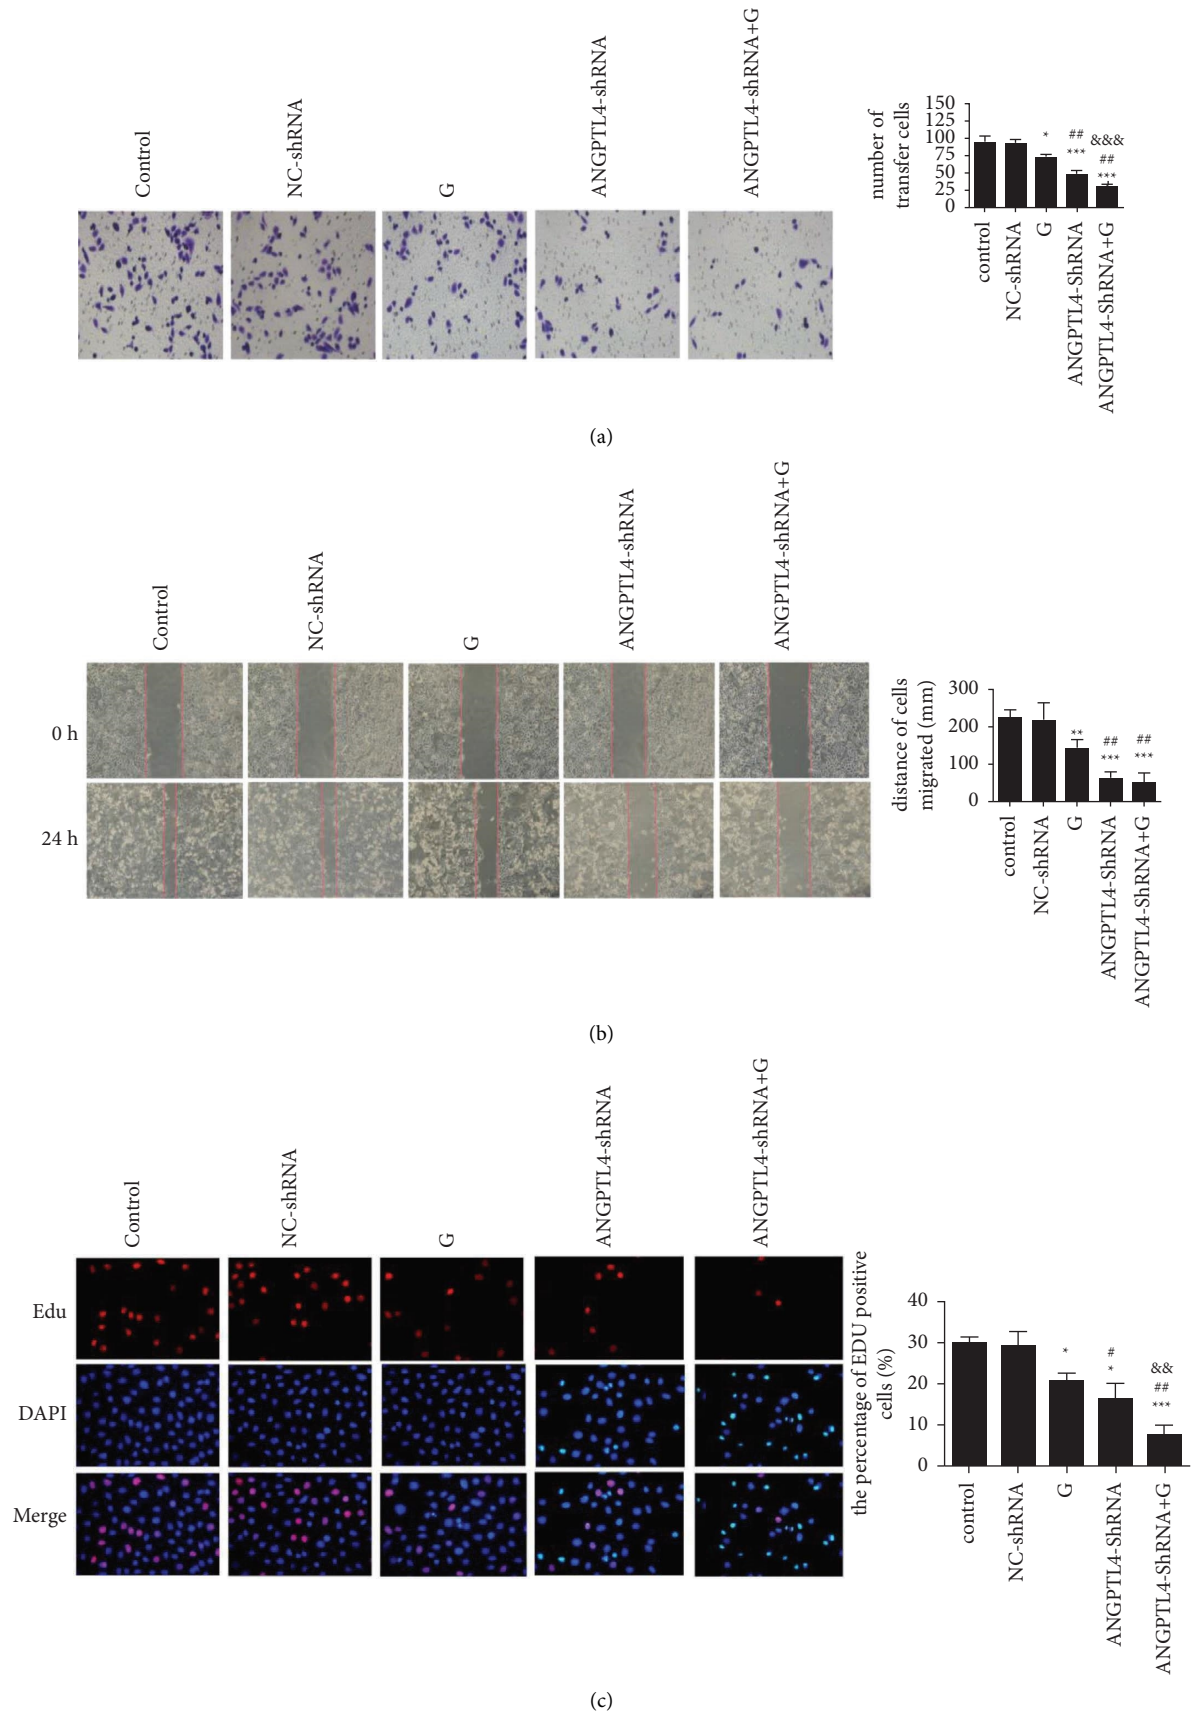 Control
NC-shRNA
G
ANGPTL4-shRNA
ANGPTL4-shRNA+G
number of
transfer cells
150
125
100
75
50
25
0
*
##
***
&&&
##
***
control
NC-shRNA
G
ANGPTL4-ShRNA
ANGPTL4-ShRNA+G
(a)
Control
NC-shRNA
G
ANGPTL4-shRNA
ANGPTL4-shRNA+G
0 h
24 h
distance of cells
migrated (mm)
300
200
100
0
**
##
***
##
***
control
NC-shRNA
G
ANGPTL4-ShRNA
ANGPTL4-ShRNA+G
(b)
Control
NC-shRNA
G
ANGPTL4-shRNA
ANGPTL4-shRNA+G
Edu
DAPI
Merge
the percentage of EDU positive
cells (%)
40
30
20
10
0
*
#
*
&&
##
***
control
NC-shRNA
G
ANGPTL4-ShRNA
ANGPTL4-ShRNA+G
(c)